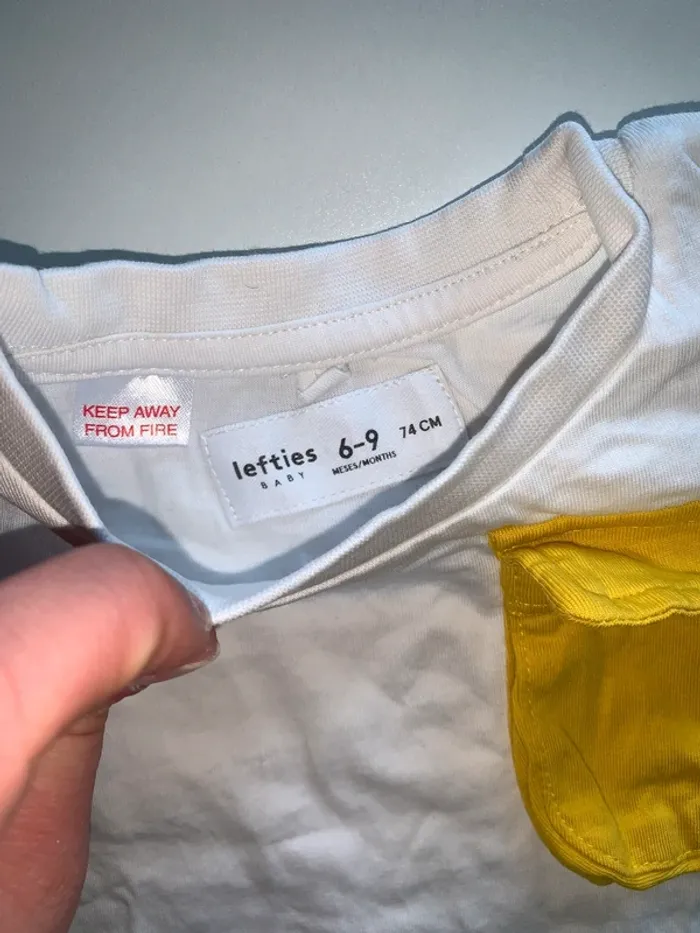 KEEP AWAY
FROM FIRE
lefties 6-9 74 CM
BABY MESES/MONTHS